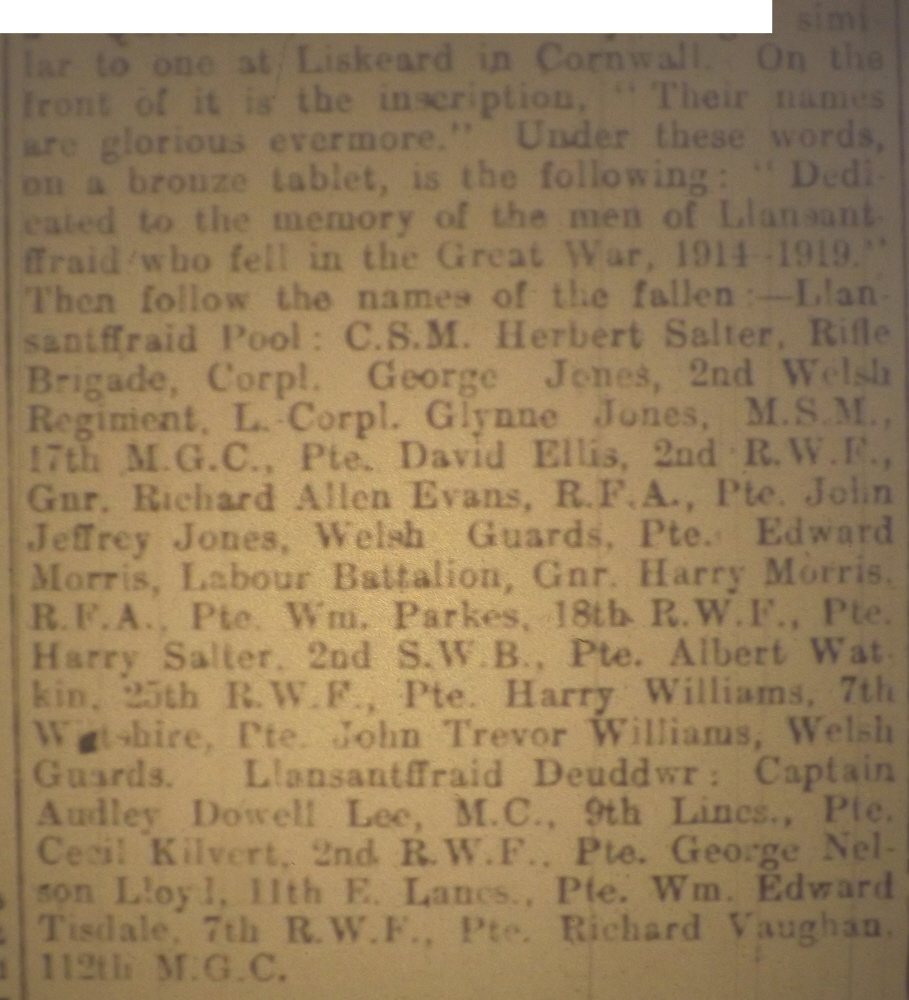 simi-
lar to one at Liskeard in Cornwall. On the
front of it is the inscription, "Their names
are glorious evermore." Under these words,
on a bronze tablet, is the following: "Dedi-
cated to the memory of the men of Llansant-
ffraid who fell in the Great War, 1914-1919."
Then follow the names of the fallen:—Llan-
santffraid Pool: C.S.M. Herbert Salter, Rifle
Brigade, Corpl. George Jones, 2nd Welsh
Regiment, L.-Corpl. Glynne Jones, M.S.M.,
17th M.G.C., Pte. David Ellis, 2nd R.W.F.,
Gnr. Richard Allen Evans, R.F.A., Pte. John
Jeffrey Jones, Welsh Guards, Pte. Edward
Morris, Labour Battalion, Gnr. Harry Morris,
R.F.A., Pte. Wm. Parkes, 18th R.W.F., Pte.
Harry Salter, 2nd S.W.B., Pte. Albert Wat-
kin, 25th R.W.F., Pte. Harry Williams, 7th
Pte. John Trevor Williams, Welsh
Guards. Llansantffraid Deuddwr: Captain
Audley Dowell Lee, M.C., 9th Lincs., Pte.
Cecil Kilvert, 2nd R.W.F., Pte. George Nel-
son Lloyd, 11th E. Lancs., Pte. Wm. Edward
Tisdale, 7th R.W.F., Pte. Richard Vaughan,
112th M.G.C.